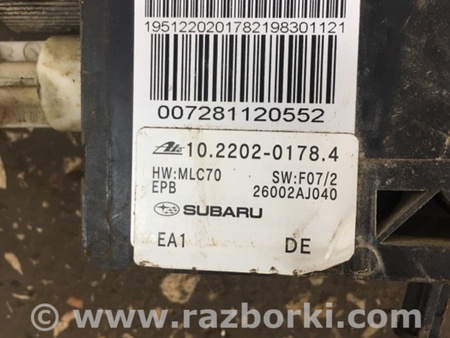 1951220201782198301121
007281120552
Ate 10.2202-0178.4
HW:MLC70 SW:F07/2
EPB 26002AJ040
SUBARU
EA1 DE
© www.razborki.com